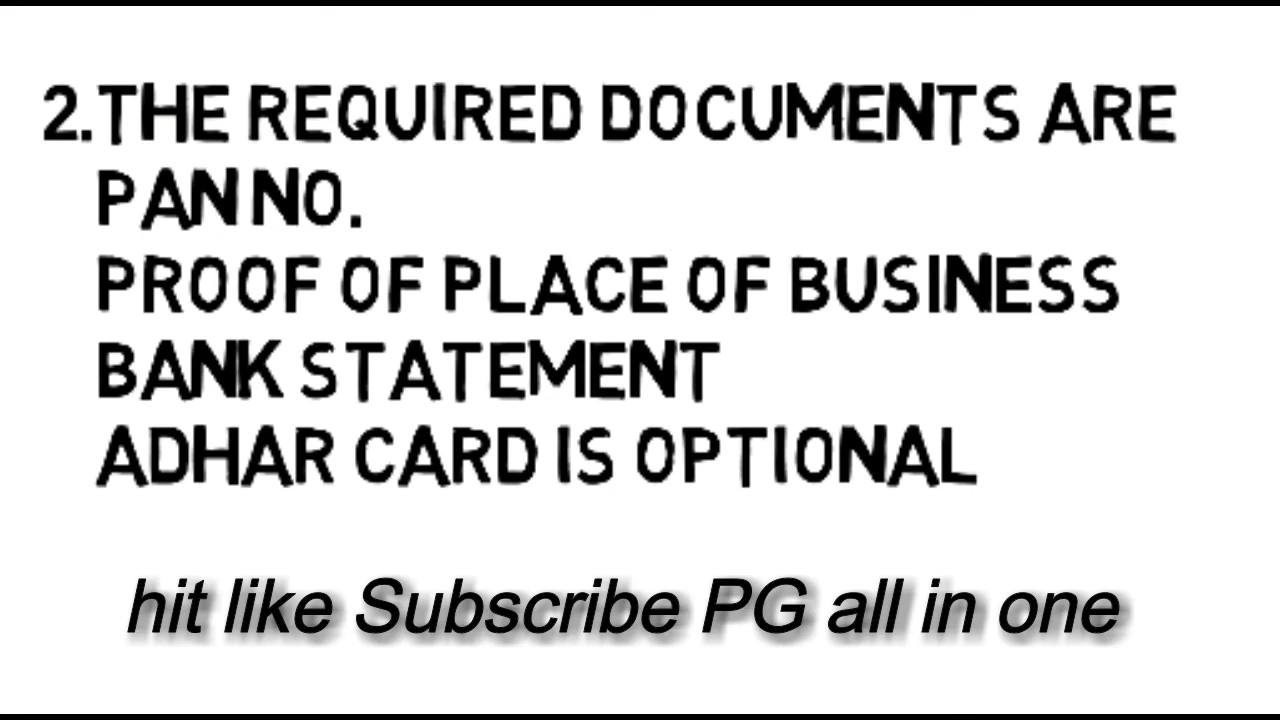 2.THE REQUIRED DOCUMENTS ARE
PAN NO.
PROOF OF PLACE OF BUSINESS
BANK STATEMENT
ADHAR CARD IS OPTIONAL
hit like Subscribe PG all in one